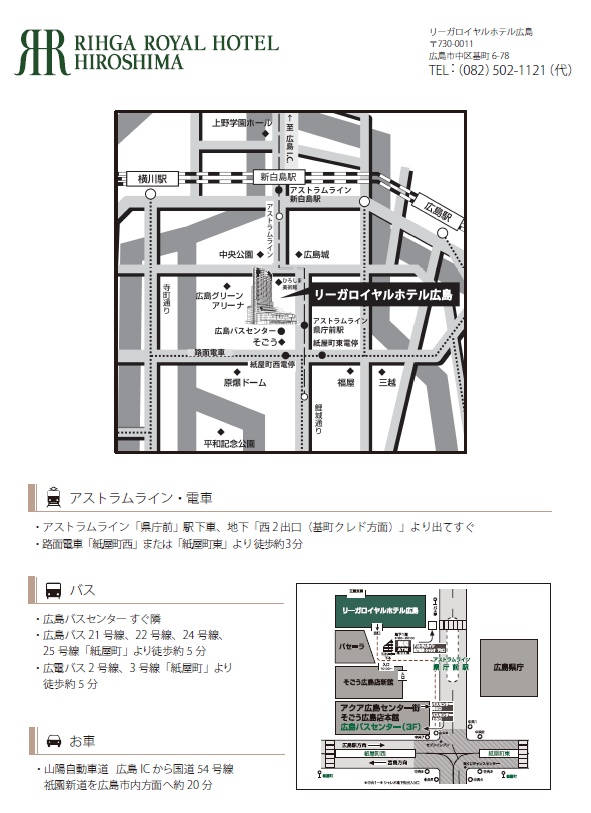 RIHGA ROYAL HOTEL
HIROSHIMA
リーガロイヤルホテル広島
〒730-0011
広島市中区基町 6-78
TEL：（082）502-1121（代）
上野学園ホール
←至 広島I.C.
横川駅
新白島駅
アストラムライン
新白島駅
広島駅
アストラムライン
中央公園
広島城
ひろしま
美術館
寺町通り
広島グリーン
アリーナ
リーガロイヤルホテル広島
アストラムライン
県庁前駅
広島バスセンター
そごう
紙屋町東電停
路面電車
紙屋町西電停
原爆ドーム
福屋
三越
鯉城通り
平和記念公園
アストラムライン・電車
・アストラムライン「県庁前」駅下車、地下「西２出口（基町クレド方面）」より出てすぐ
・路面電車「紙屋町西」または「紙屋町東」より徒歩約3分
バス
・広島バスセンター すぐ隣
・広島バス 21 号線、22 号線、24 号線、
25 号線「紙屋町」より徒歩約 5 分
・広電バス 2 号線、3 号線「紙屋町」より
徒歩約 5 分
お車
・山陽自動車道　広島 IC から国道 54 号線
祇園新道を広島市内方面へ約 20 分
リーガロイヤルホテル広島
パセーラ
アストラムライン
県庁前駅
広島県庁
そごう広島店新館
アクア広島センター街
そごう広島店本館
広島バスセンター（3F）
広島駅方向
紙屋町西
紙屋町東
宮島方向